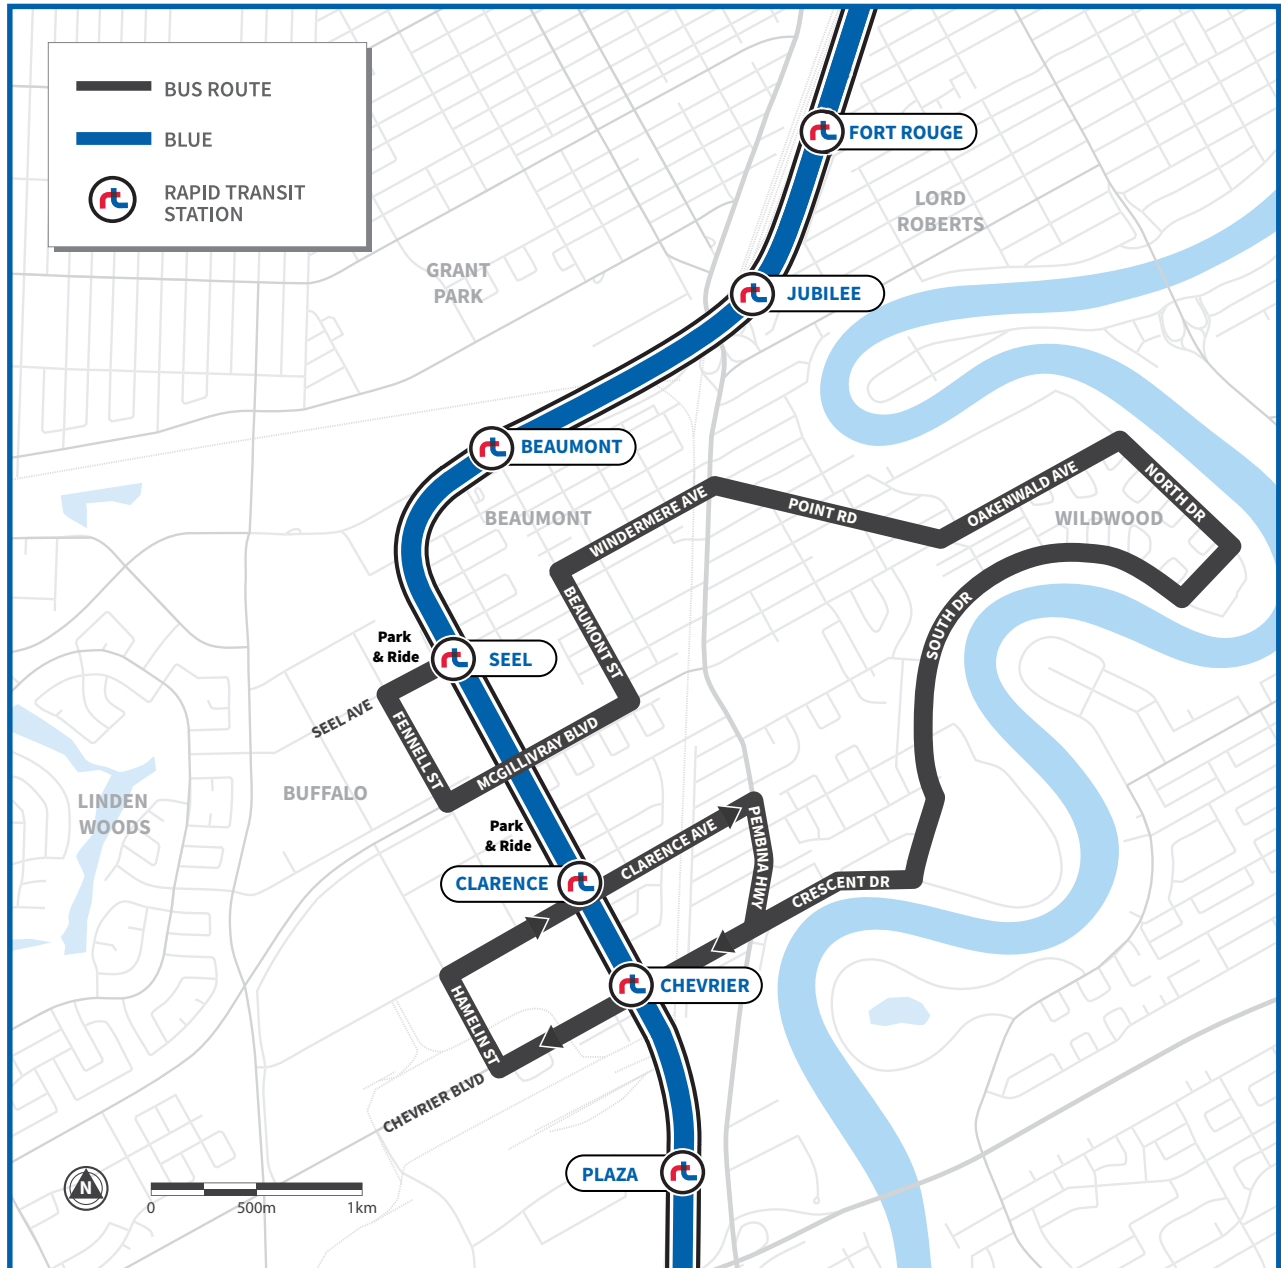 BUS ROUTE
BLUE
RAPID TRANSIT
STATION
FORT ROUGE
LORD
ROBERTS
GRANT
PARK
JUBILEE
BEAUMONT
BEAUMONT
WINDERMERE AVE
POINT RD
OAKENWALD AVE
NORTH DR
WILDWOOD
BEAUMONT ST
SOUTH DR
Park
& Ride
SEEL
SEEL AVE
FENNELL ST
MCGILLIVRAY BLVD
BUFFALO
LINDEN
WOODS
Park
& Ride
CLARENCE AVE
PEMBINA HWY
CLARENCE
CRESCENT DR
CHEVRIER
HAMELIN ST
CHEVRIER BLVD
PLAZA
N
0
500m
1km